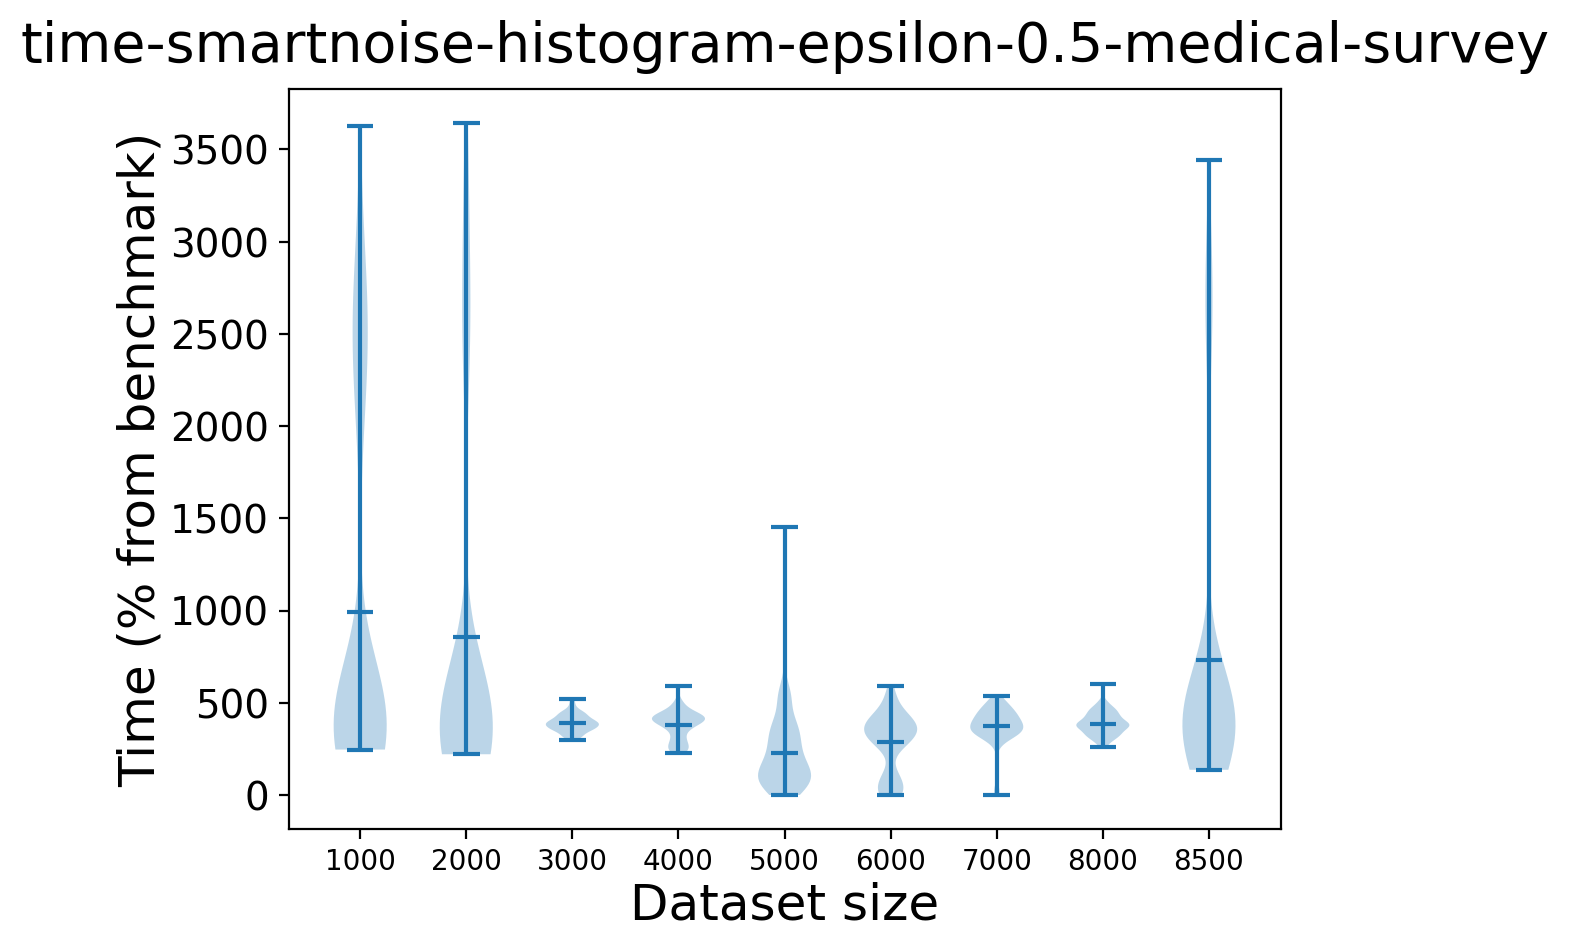 time-smartnoise-histogram-epsilon-0.5-medical-survey
Time (% from benchmark)
3500
3000
2500
2000
1500
1000
500
0
1000 2000 3000 4000 5000 6000 7000 8000 8500
Dataset size